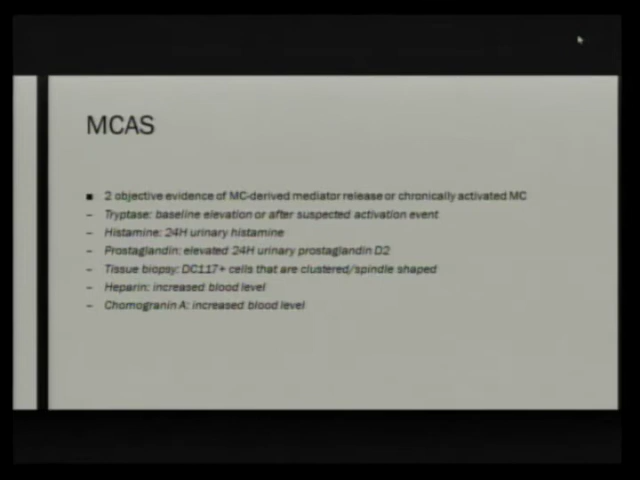 MCAS
■ 2 objective evidence of MC-derived mediator release or chronically activated MC
– Tryptase: baseline elevation or after suspected activation event
– Histamine: 24H urinary histamine
– Prostaglandin: elevated 24H urinary prostaglandin D2
– Tissue biopsy: DC117+ cells that are clustered/spindle shaped
– Heparin: increased blood level
– Chomogranin A: increased blood level